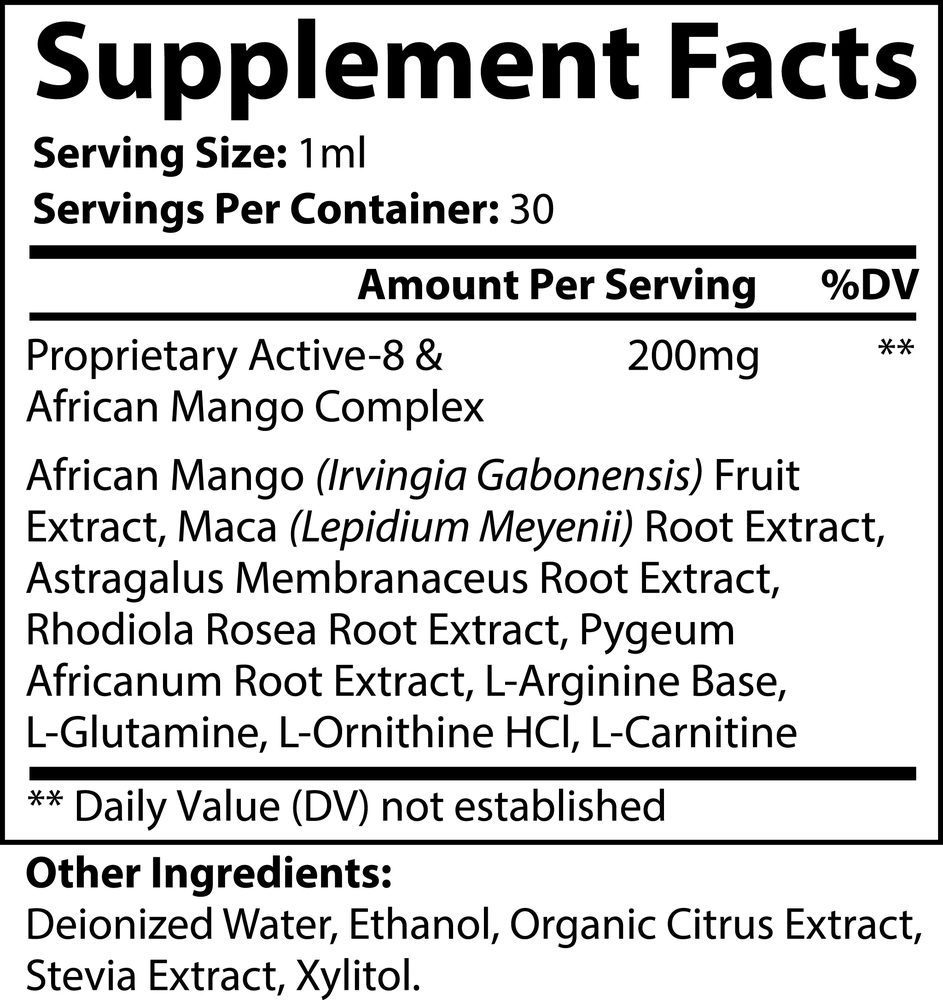 Supplement Facts
Serving Size: 1ml
Servings Per Container: 30
Amount Per Serving %DV
Proprietary Active-8 & 200mg **
African Mango Complex
African Mango (Irvingia Gabonensis) Fruit
Extract, Maca (Lepidium Meyenii) Root Extract,
Astragalus Membranaceus Root Extract,
Rhodiola Rosea Root Extract, Pygeum
Africanum Root Extract, L-Arginine Base,
L-Glutamine, L-Ornithine HCl, L-Carnitine
** Daily Value (DV) not established
Other Ingredients:
Deionized Water, Ethanol, Organic Citrus Extract,
Stevia Extract, Xylitol.